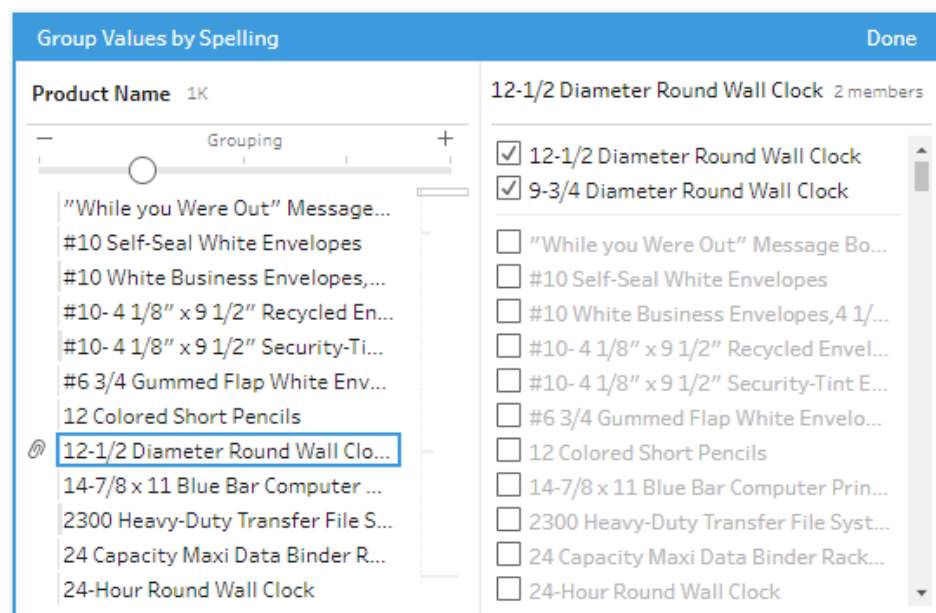 Group Values by Spelling Done
Product Name 1K
− Grouping +
"While you Were Out" Message...
#10 Self-Seal White Envelopes
#10 White Business Envelopes,...
#10- 4 1/8" x 9 1/2" Recycled En...
#10- 4 1/8" x 9 1/2" Security-Ti...
#6 3/4 Gummed Flap White Env...
12 Colored Short Pencils
12-1/2 Diameter Round Wall Clo...
14-7/8 x 11 Blue Bar Computer ...
2300 Heavy-Duty Transfer File S...
24 Capacity Maxi Data Binder R...
24-Hour Round Wall Clock
12-1/2 Diameter Round Wall Clock 2 members
12-1/2 Diameter Round Wall Clock
9-3/4 Diameter Round Wall Clock
"While you Were Out" Message Bo...
#10 Self-Seal White Envelopes
#10 White Business Envelopes,4 1/...
#10- 4 1/8" x 9 1/2" Recycled Envel...
#10- 4 1/8" x 9 1/2" Security-Tint E...
#6 3/4 Gummed Flap White Envelo...
12 Colored Short Pencils
14-7/8 x 11 Blue Bar Computer Prin...
2300 Heavy-Duty Transfer File Syst...
24 Capacity Maxi Data Binder Rack...
24-Hour Round Wall Clock